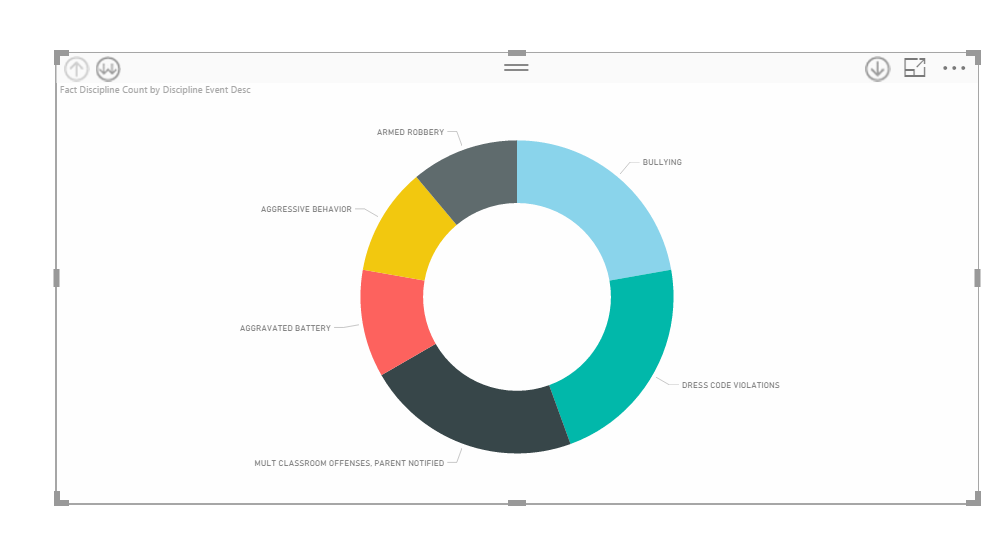 Fact Discipline Count by Discipline Event Desc
ARMED ROBBERY
BULLYING
AGGRESSIVE BEHAVIOR
AGGRAVATED BATTERY
DRESS CODE VIOLATIONS
MULT CLASSROOM OFFENSES, PARENT NOTIFIED